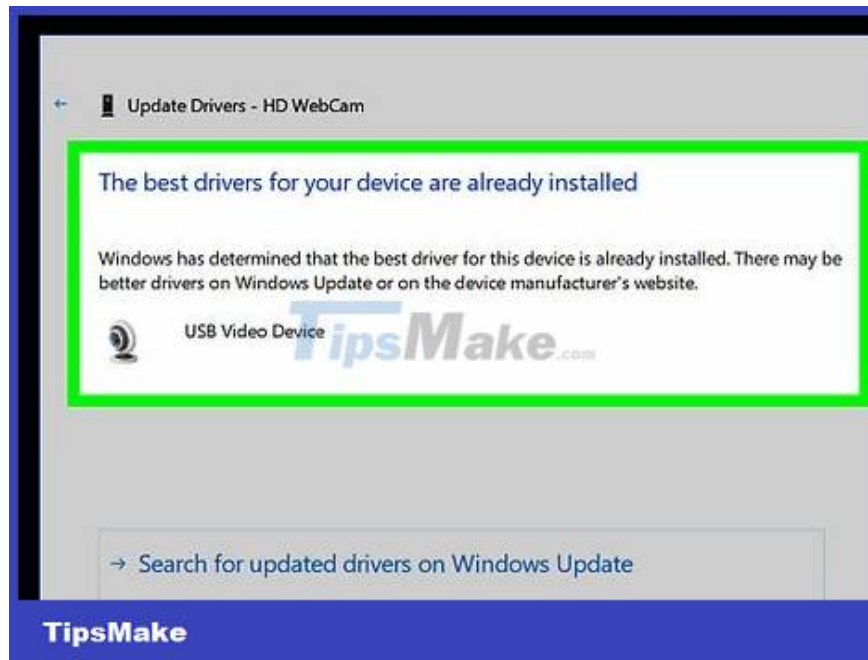 Update Drivers - HD WebCam
The best drivers for your device are already installed
Windows has determined that the best driver for this device is already installed. There may be
better drivers on Windows Update or on the device manufacturer's website.
USB Video Device
TipsMake.com
→ Search for updated drivers on Windows Update
TipsMake